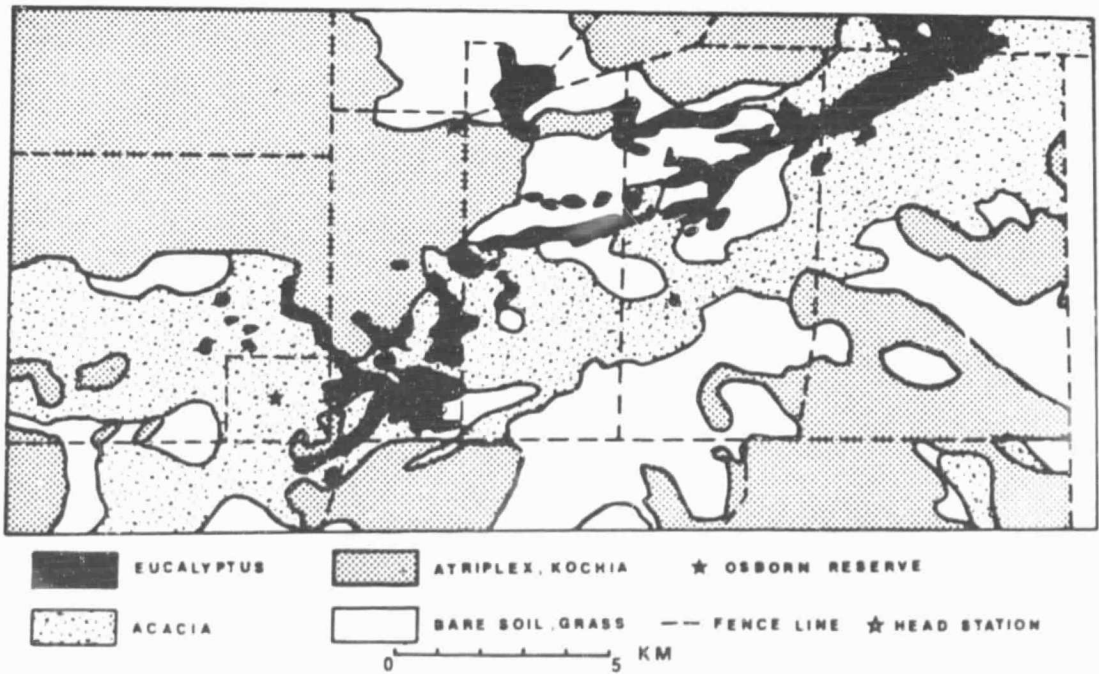 EUCALYPTUS ATRIPLEX, KOCHIA ★ OSBORN RESERVE
ACACIA BARE SOIL, GRASS -- FENCE LINE ☆ HEAD STATION
0 5 KM